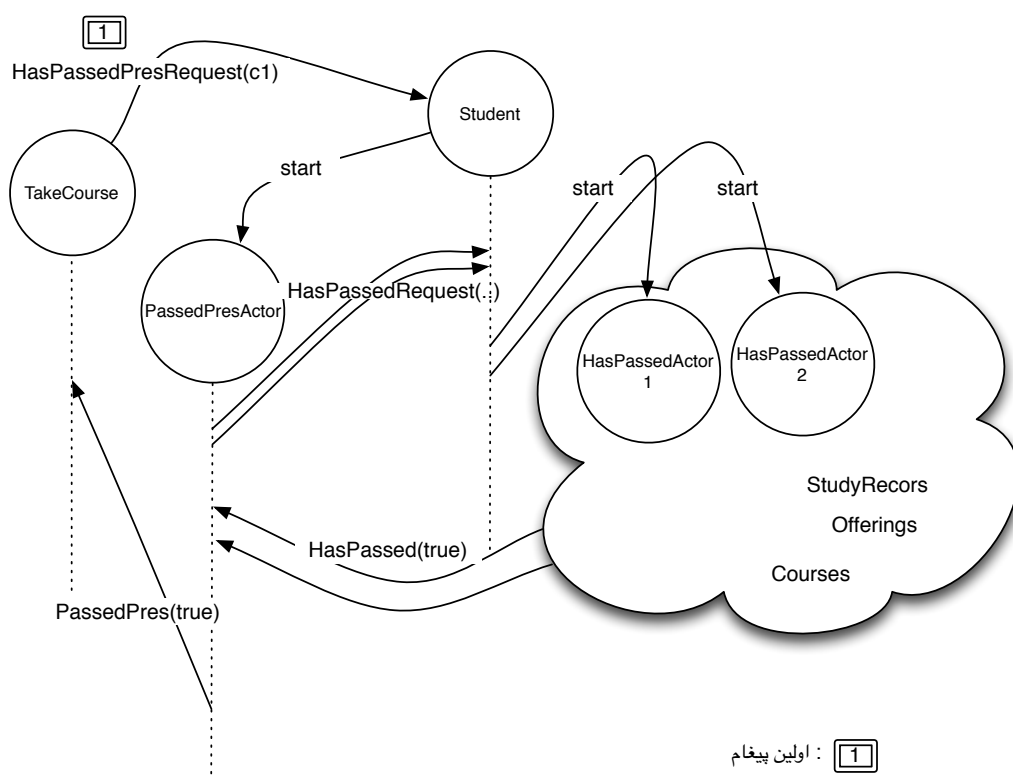 1
HasPassedPresRequest(c1)
Student
start
TakeCourse
start
start
PassedPresActor
HasPassedRequest(..)
HasPassedActor
1
HasPassedActor
2
StudyRecors
Offerings
HasPassed(true)
Courses
PassedPres(true)
1 : اولین پیغام